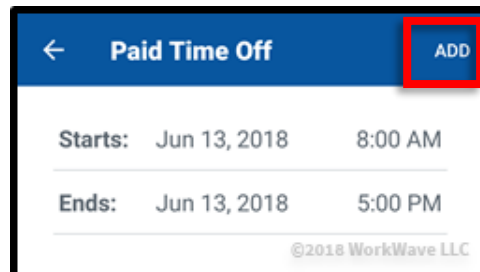 ← Paid Time Off ADD
Starts: Jun 13, 2018 8:00 AM
Ends: Jun 13, 2018 5:00 PM
©2018 WorkWave LLC